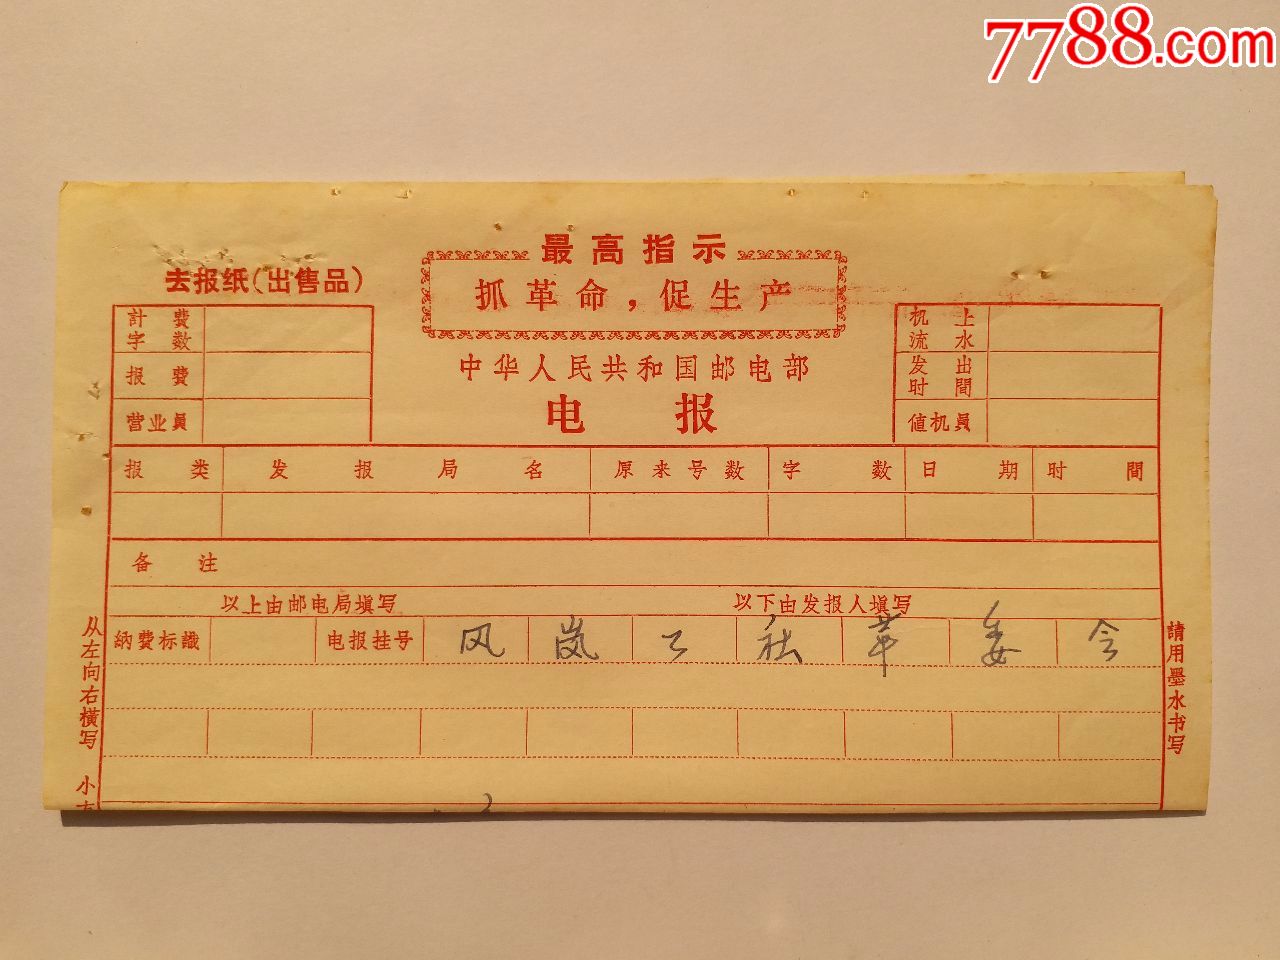 7788.com
最高指示
去报纸(出售品)
抓革命，促生产
計費字数
机上流水
中华人民共和国邮电部
报费
发出时間
电报
营业员
値机員
报类 发报局名 原来号数 字数 日期 时間
备注
以上由邮电局填写 以下由发报人填写
納費标識 电报挂号 风岚公社革委会
从左向右橫写
請用墨水书写
小